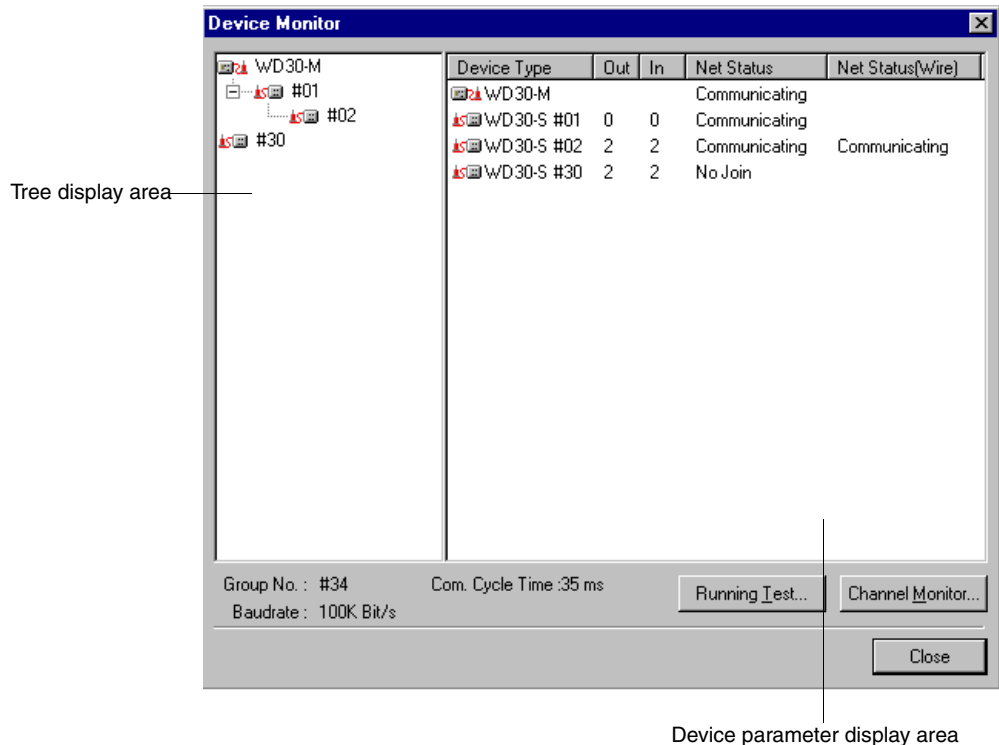 Device Monitor
WD30-M
#01
#02
#30
Device Type Out In Net Status Net Status(Wire)
WD30-M Communicating
WD30-S #01 0 0 Communicating
WD30-S #02 2 2 Communicating Communicating
WD30-S #30 2 2 No Join
Tree display area
Group No. : #34 Com. Cycle Time :35 ms
Baudrate : 100K Bit/s
Running Test... Channel Monitor...
Close
Device parameter display area